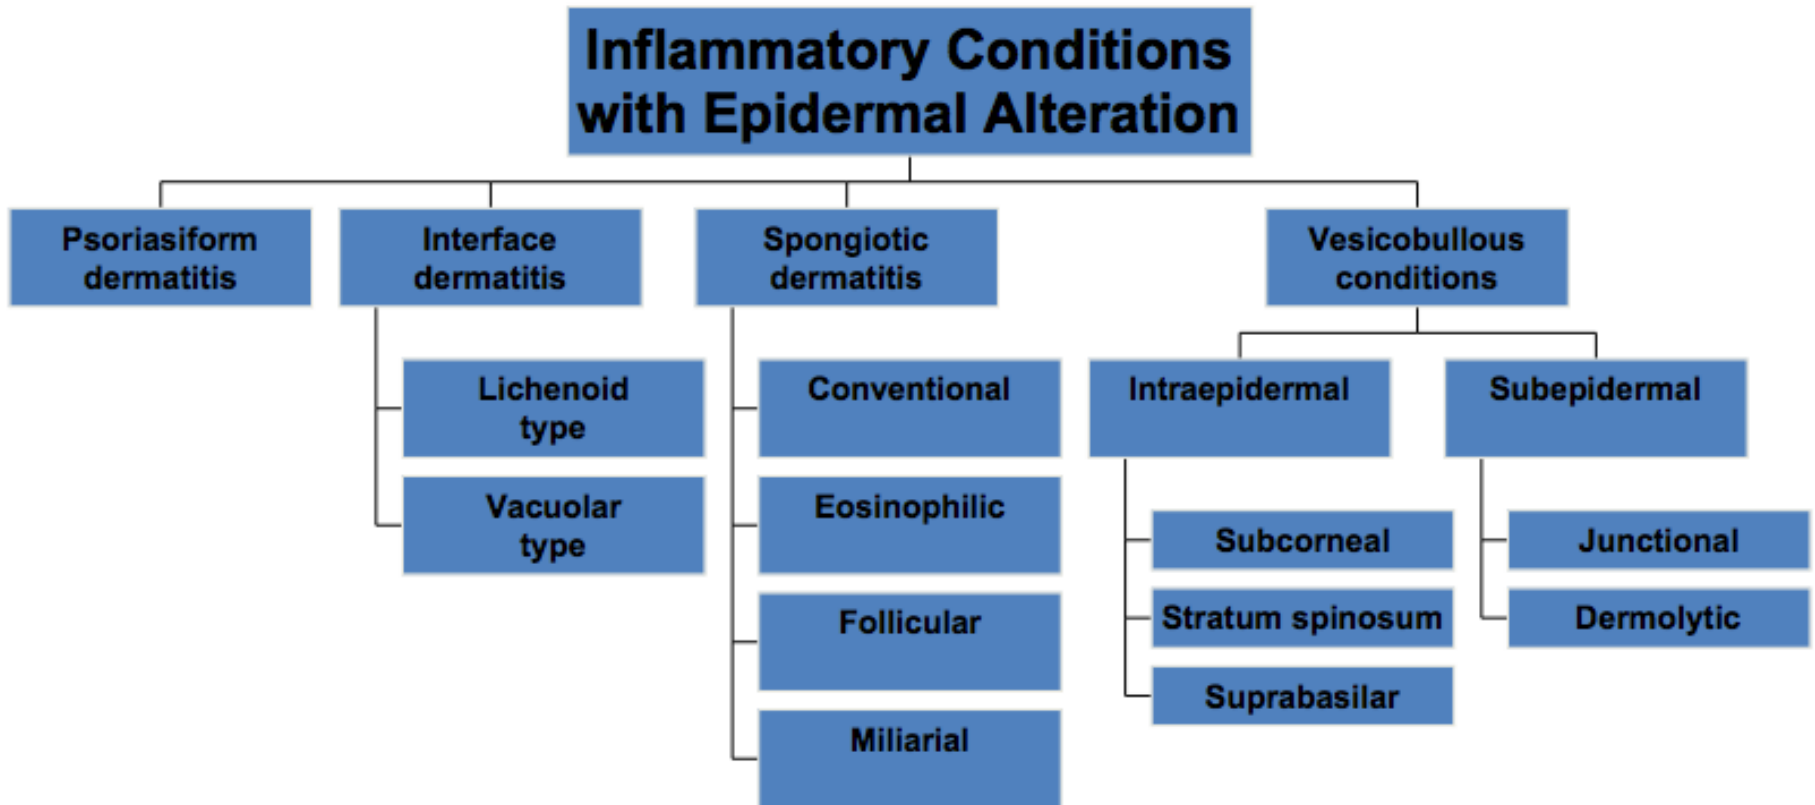 Inflammatory Conditions
with Epidermal Alteration
Psoriasiform
dermatitis
Interface
dermatitis
Spongiotic
dermatitis
Vesicobullous
conditions
Lichenoid
type
Vacuolar
type
Conventional
Eosinophilic
Follicular
Miliarial
Intraepidermal
Subepidermal
Subcorneal
Stratum spinosum
Suprabasilar
Junctional
Dermolytic